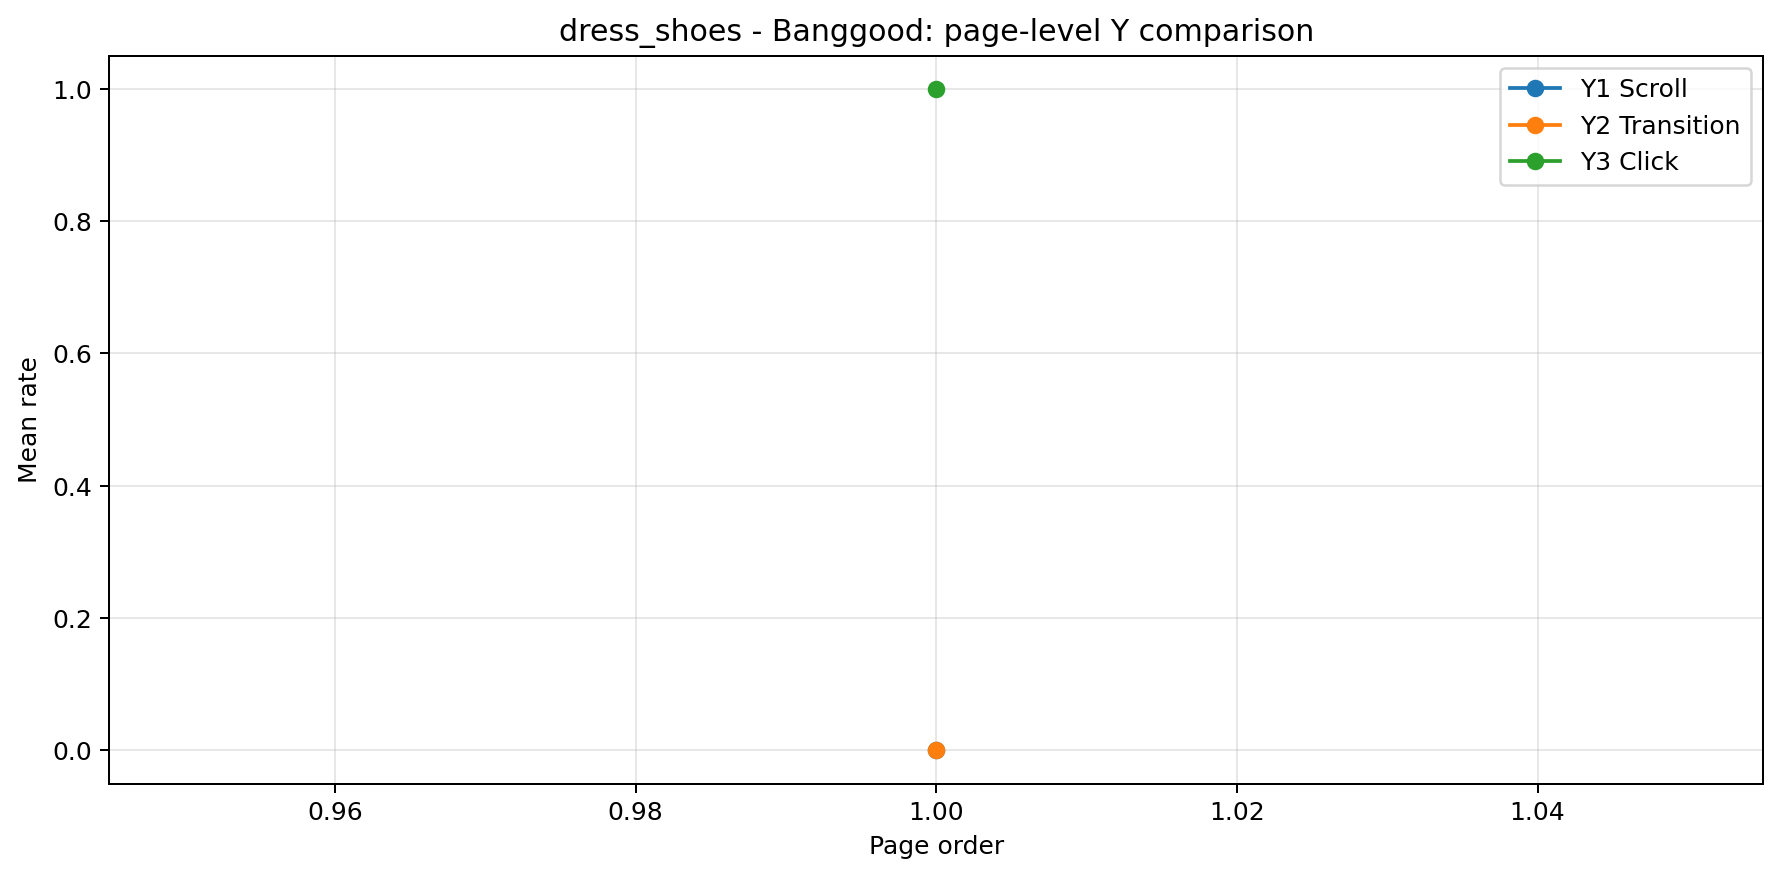 dress_shoes - Banggood: page-level Y comparison
Y1 Scroll
Y2 Transition
Y3 Click
1.0
0.8
0.6
0.4
0.2
0.0
Mean rate
0.96
0.98
1.00
1.02
1.04
Page order